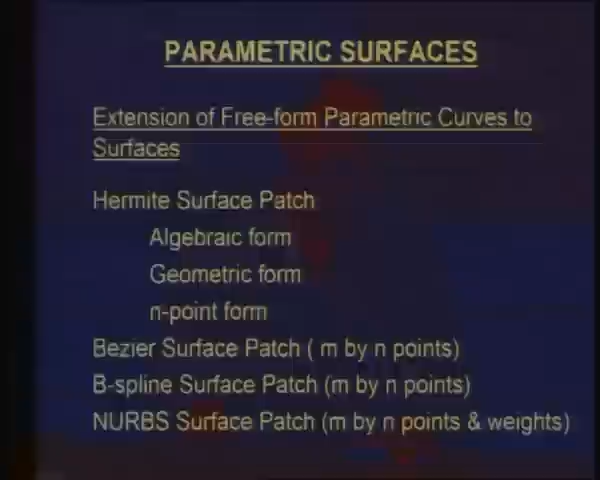 PARAMETRIC SURFACES
Extension of Free-form Parametric Curves to
Surfaces
Hermite Surface Patch
Algebraic form
Geometric form
n-point form
Bezier Surface Patch ( m by n points)
B-spline Surface Patch (m by n points)
NURBS Surface Patch (m by n points & weights)